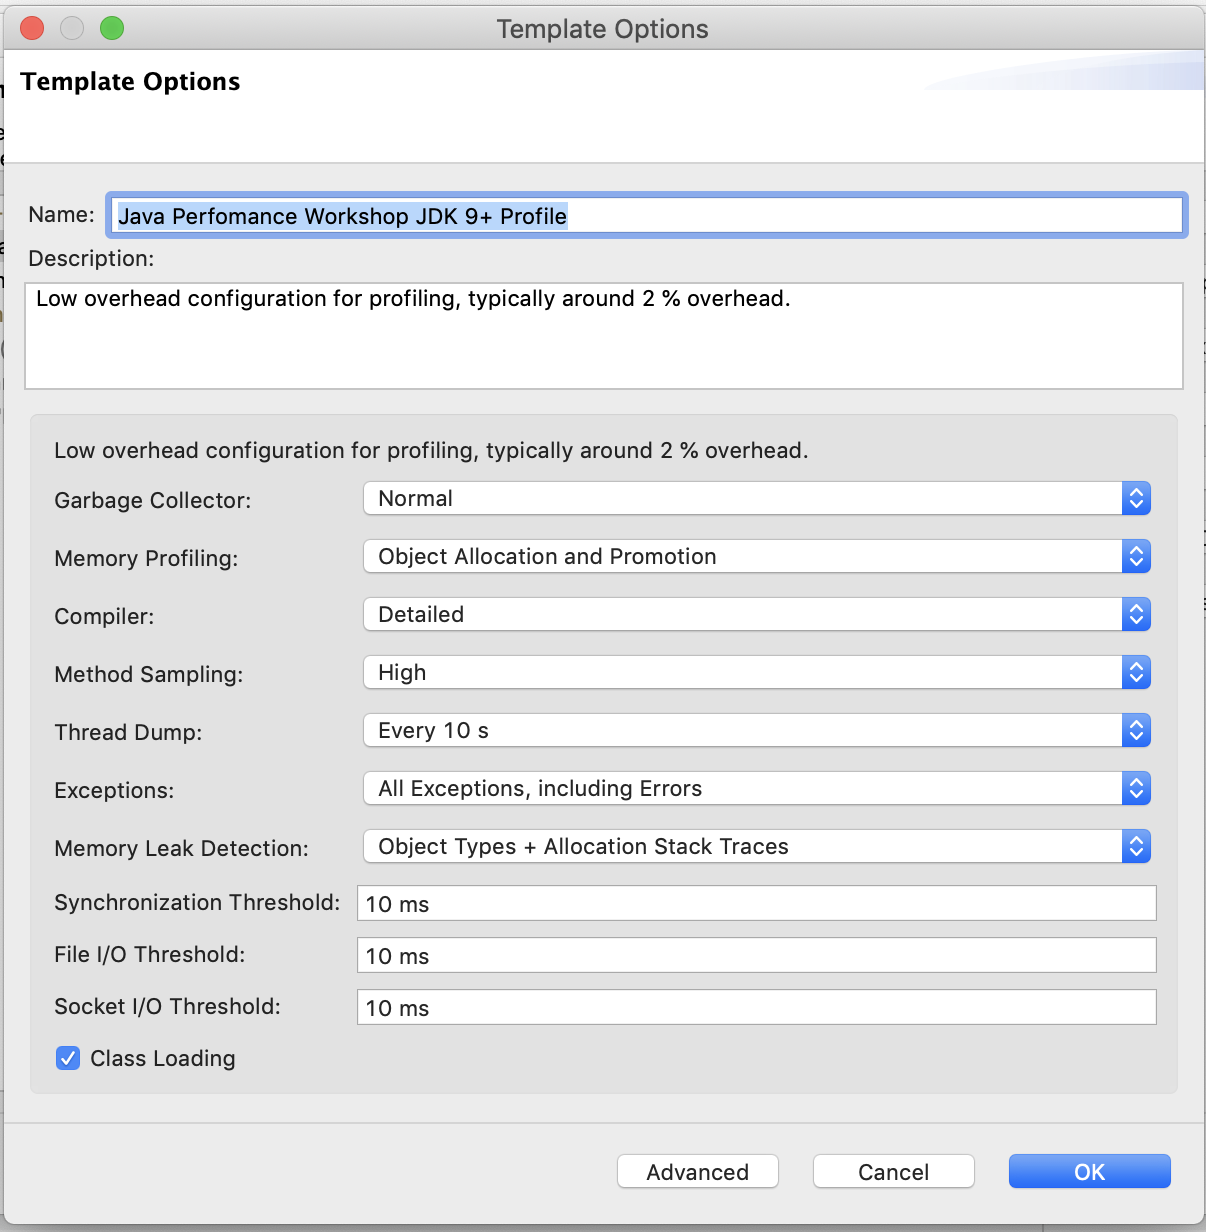 Template Options
Template Options
Name: Java Perfomance Workshop JDK 9+ Profile
Description:
Low overhead configuration for profiling, typically around 2 % overhead.
Low overhead configuration for profiling, typically around 2 % overhead.
Garbage Collector: Normal
Memory Profiling: Object Allocation and Promotion
Compiler: Detailed
Method Sampling: High
Thread Dump: Every 10 s
Exceptions: All Exceptions, including Errors
Memory Leak Detection: Object Types + Allocation Stack Traces
Synchronization Threshold: 10 ms
File I/O Threshold: 10 ms
Socket I/O Threshold: 10 ms
Class Loading
Advanced Cancel OK